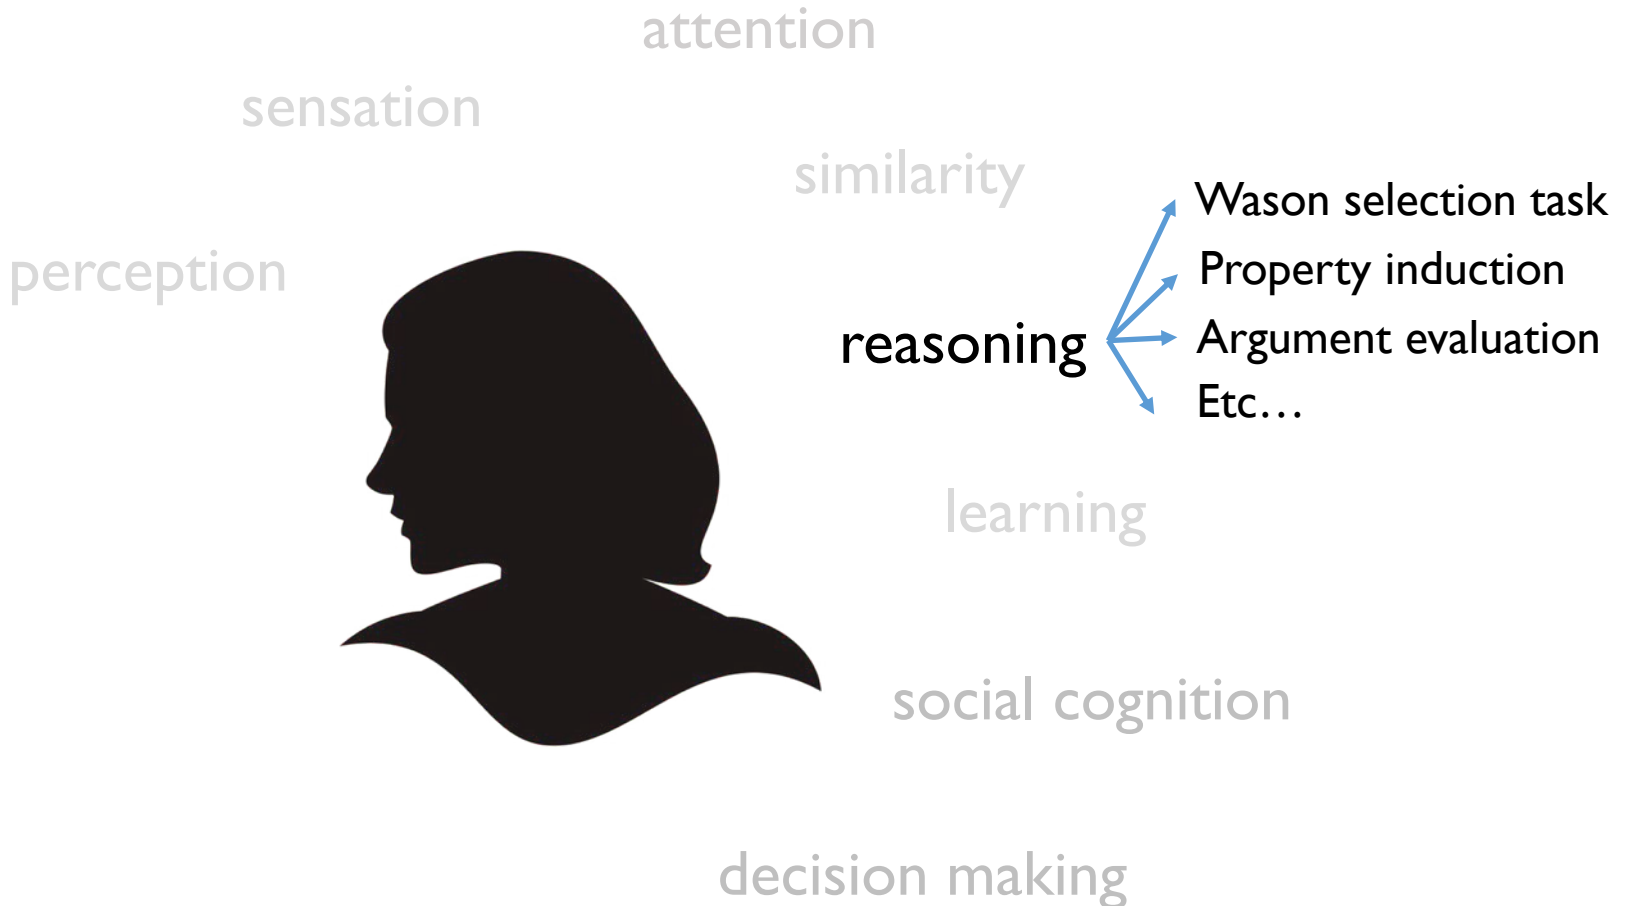 attention
sensation
similarity
Wason selection task
perception
Property induction
reasoning
Argument evaluation
Etc…
learning
social cognition
decision making